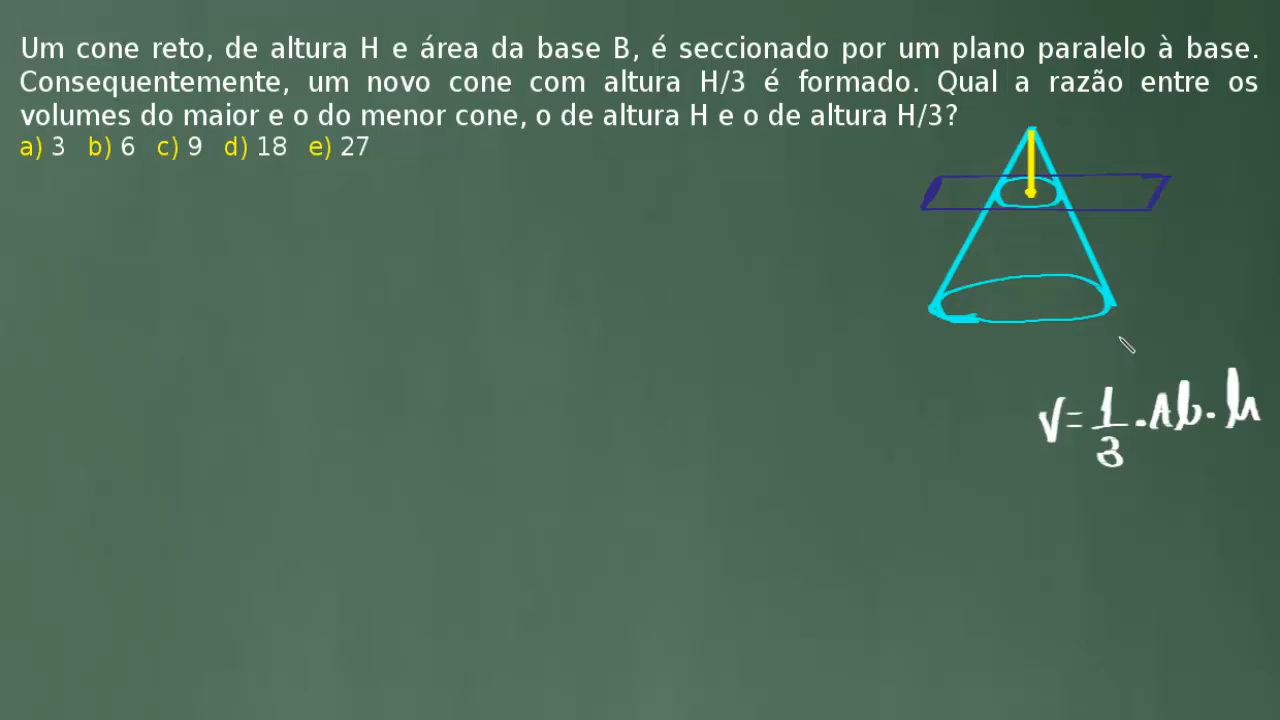 Um cone reto, de altura H e área da base B, é seccionado por um plano paralelo à base.
Consequentemente, um novo cone com altura H/3 é formado. Qual a razão entre os
volumes do maior e o do menor cone, o de altura H e o de altura H/3?
a) 3 b) 6 c) 9 d) 18 e) 27
V = 1/3 . Ab . h